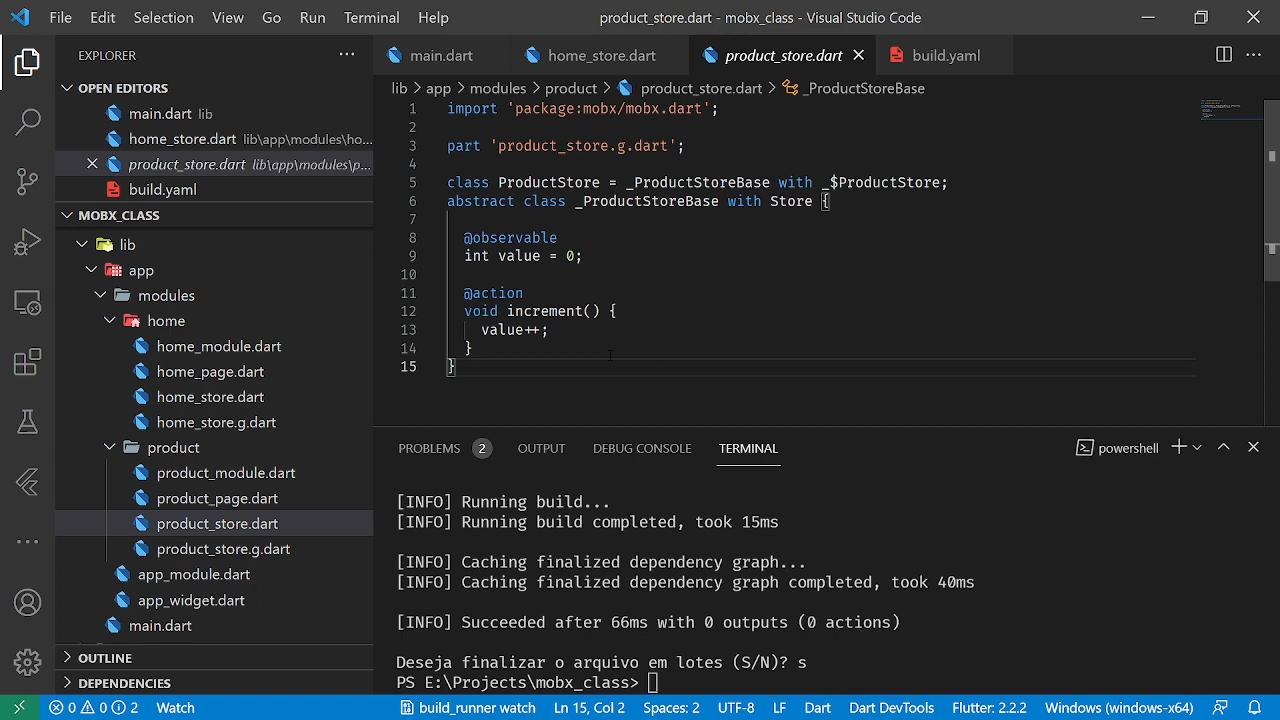 File Edit Selection View Go Run Terminal Help
product_store.dart - mobx_class - Visual Studio Code
EXPLORER
OPEN EDITORS
main.dart lib
home_store.dart lib\app\modules\ho...
product_store.dart lib\app\modules\p...
build.yaml
MOBX_CLASS
lib
app
modules
home
home_module.dart
home_page.dart
home_store.dart
home_store.g.dart
product
product_module.dart
product_page.dart
product_store.dart
product_store.g.dart
app_module.dart
app_widget.dart
main.dart
OUTLINE
DEPENDENCIES
main.dart home_store.dart product_store.dart build.yaml
lib > app > modules > product > product_store.dart > _ProductStoreBase
1 import 'package:mobx/mobx.dart';
2
3 part 'product_store.g.dart';
4
5 class ProductStore = _ProductStoreBase with _$ProductStore;
6 abstract class _ProductStoreBase with Store {
7
8 @observable
9 int value = 0;
10
11 @action
12 void increment() {
13 value++;
14 }
15 }
PROBLEMS 2 OUTPUT DEBUG CONSOLE TERMINAL powershell
[INFO] Running build...
[INFO] Running build completed, took 15ms
[INFO] Caching finalized dependency graph...
[INFO] Caching finalized dependency graph completed, took 40ms
[INFO] Succeeded after 66ms with 0 outputs (0 actions)
Deseja finalizar o arquivo em lotes (S/N)? s
PS E:\Projects\mobx_class>
0 0 2 Watch build_runner watch Ln 15, Col 2 Spaces: 2 UTF-8 LF Dart Dart DevTools Flutter: 2.2.2 Windows (windows-x64)